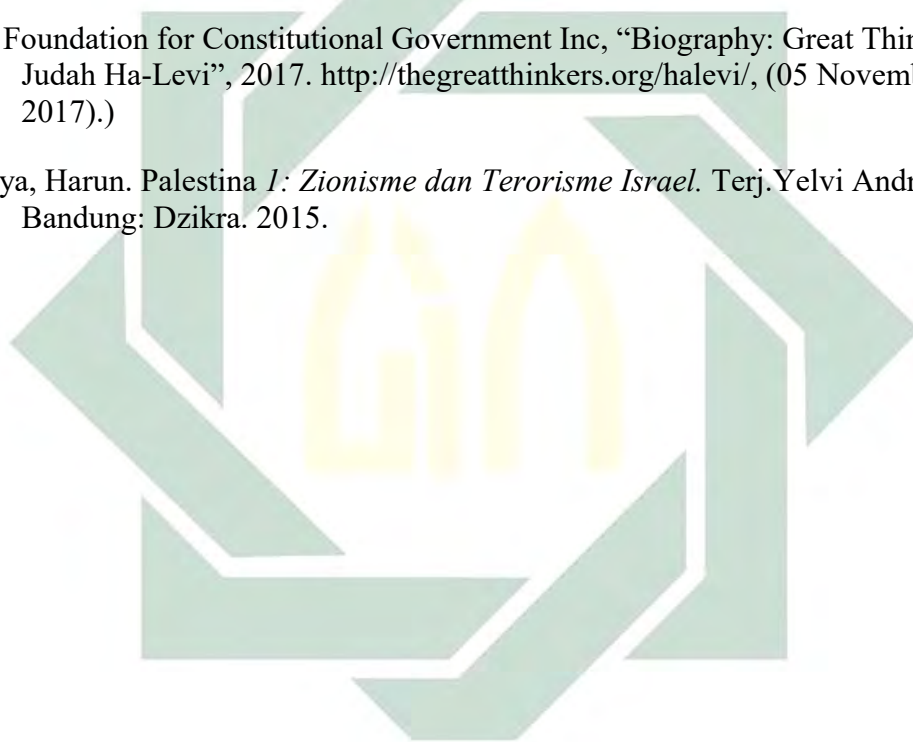 Foundation for Constitutional Government Inc, “Biography: Great Thin
Judah Ha-Levi”, 2017. http://thegreatthinkers.org/halevi/, (05 Novemb
2017).)
ya, Harun. Palestina 1: Zionisme dan Terorisme Israel. Terj.Yelvi Andr
Bandung: Dzikra. 2015.